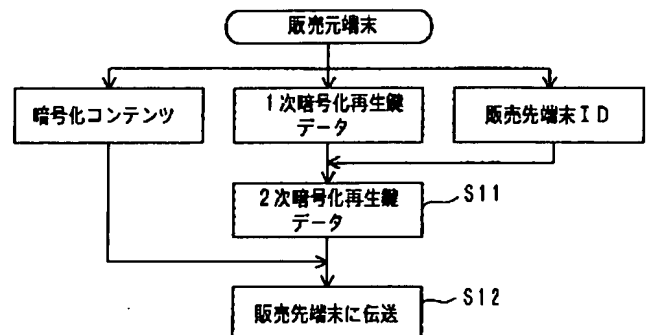 販売元端末
暗号化コンテンツ
1次暗号化再生鍵
データ
販売先端末ID
2次暗号化再生鍵
データ
S11
販売先端末に伝送
S12